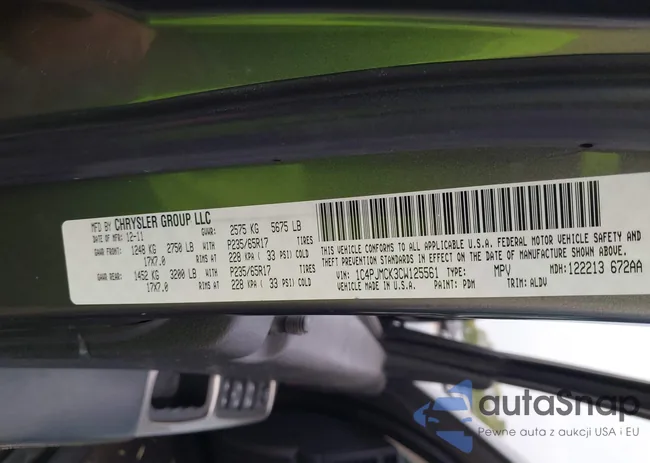 MFD BY CHRYSLER GROUP LLC
DATE OF MFR: 12-11 GVWR: 2575 KG 5675 LB
GAWR FRONT: 1248 KG 2750 LB WITH P235/65R17 TIRES
17X7.0 RIMS AT 228 KPA ( 33 PSI) COLD
GAWR REAR: 1452 KG 3200 LB WITH P235/65R17 TIRES
17X7.0 RIMS AT 228 KPA ( 33 PSI) COLD
THIS VEHICLE CONFORMS TO ALL APPLICABLE U.S.A. FEDERAL MOTOR VEHICLE SAFETY AND
THEFT PREVENTION STANDARDS IN EFFECT ON THE DATE OF MANUFACTURE SHOWN ABOVE.
VIN: 1C4PJMCK3CW125561 TYPE: MPV MDH: 122213 672AA
VEHICLE MADE IN U.S.A. PAINT: PDM TRIM: ALDV
autoSnap
Pewne auto z aukcji USA i EU